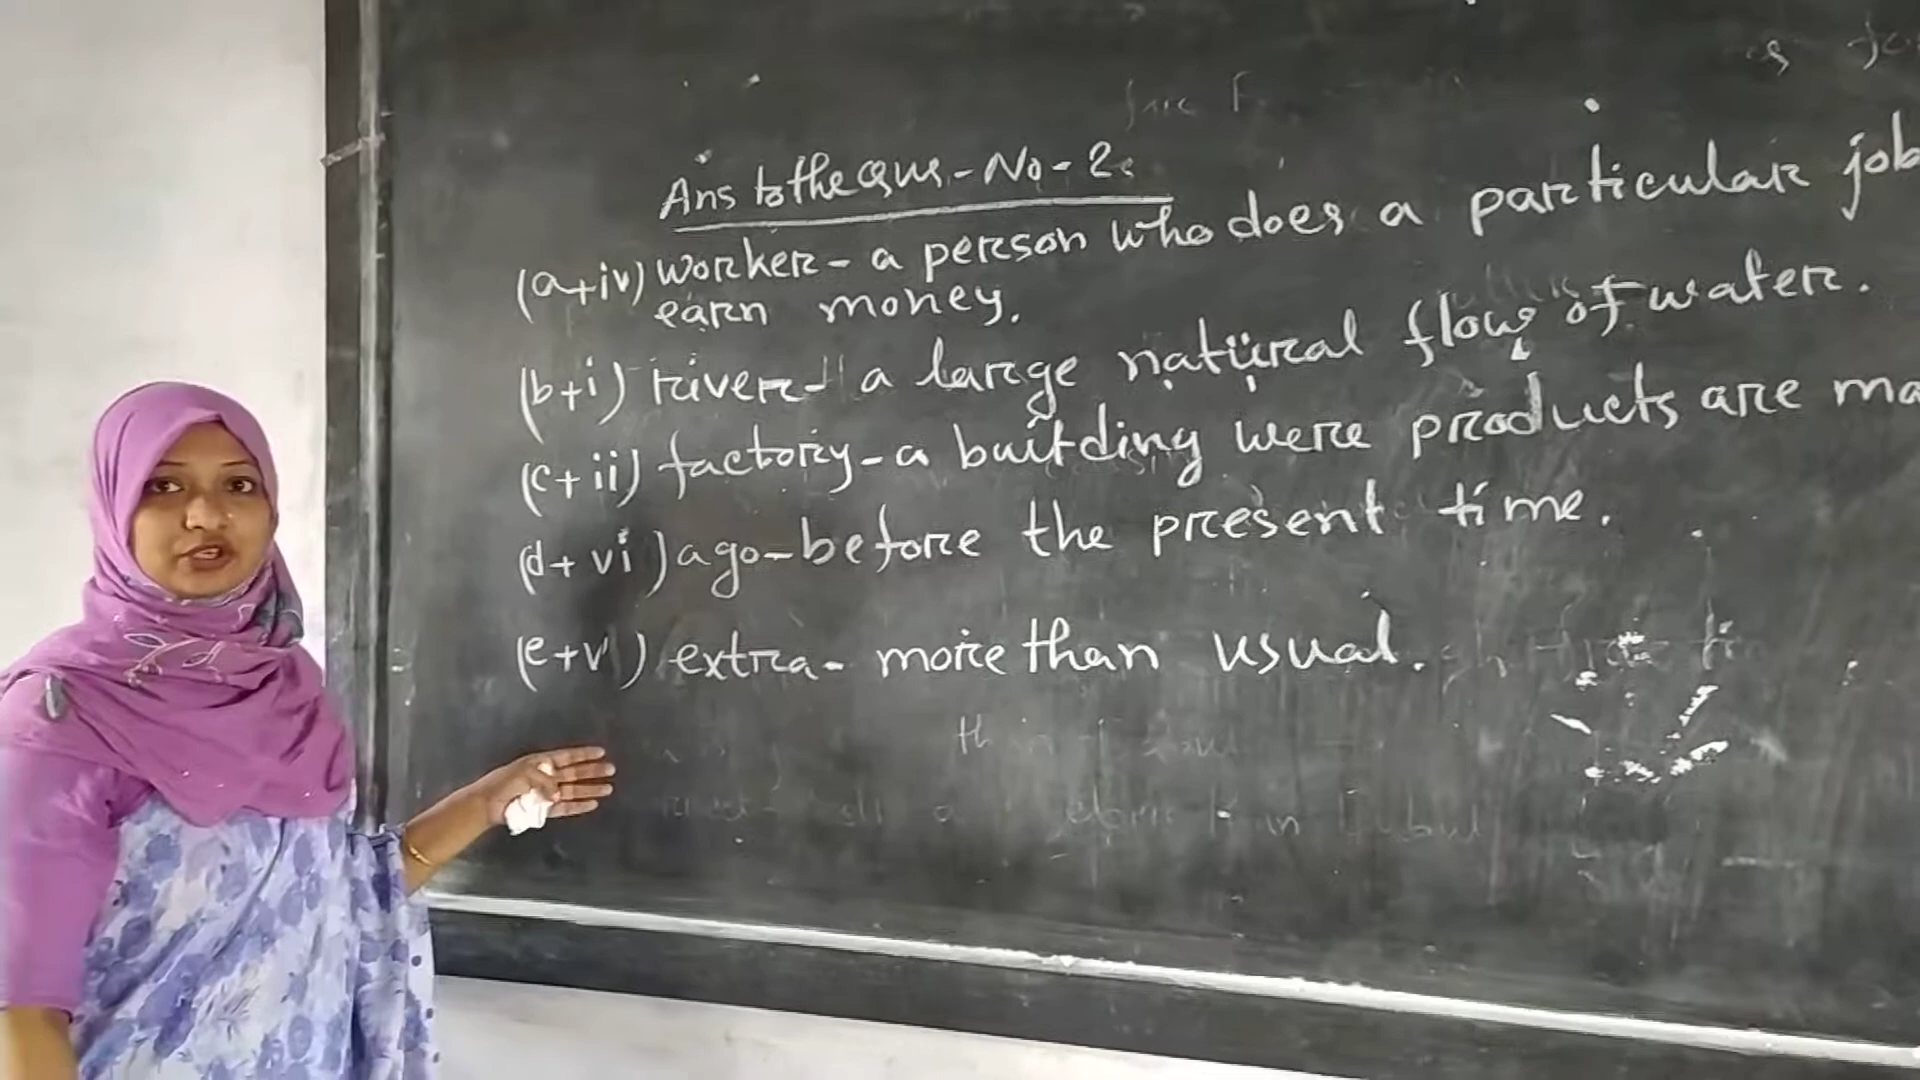 Ans to the Qus - No - 2.
(a+iv) worker - a person who does a particular job
earn money.
(b+i) river - a large natural flow of water.
(c+ii) factory - a building were products are ma
(d+vi) ago - before the present time.
(e+v) extra - more than usual.